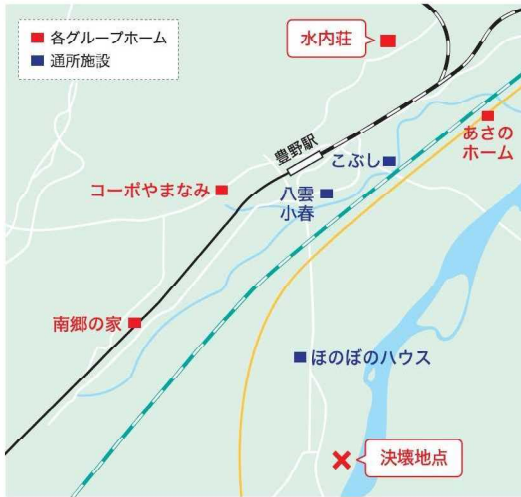 各グループホーム
通所施設
水内荘
あさの
ホーム
豊野駅
こぶし
コーポやまなみ
八雲
小春
南郷の家
ほのぼのハウス
決壊地点